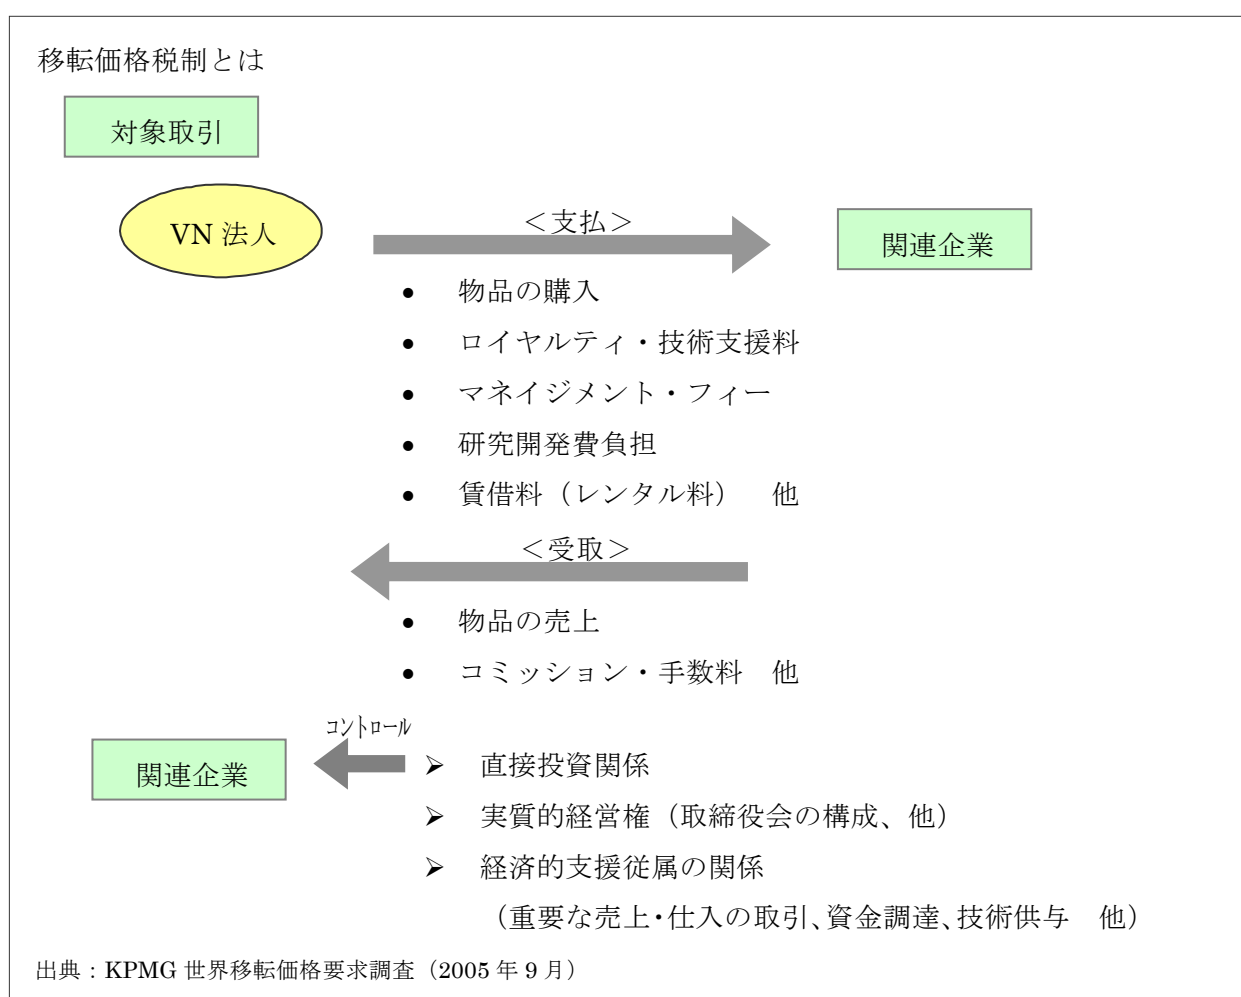 移転価格税制とは
対象取引
VN 法人
＜支払＞
関連企業
● 物品の購入
● ロイヤルティ・技術支援料
● マネイジメント・フィー
● 研究開発費負担
● 賃借料（レンタル料）　他
＜受取＞
● 物品の売上
● コミッション・手数料　他
コントロール
関連企業
➢ 直接投資関係
➢ 実質的経営権（取締役会の構成、他）
➢ 経済的支援従属の関係
（重要な売上・仕入の取引、資金調達、技術供与　他）
出典：KPMG 世界移転価格要求調査（2005 年 9 月）